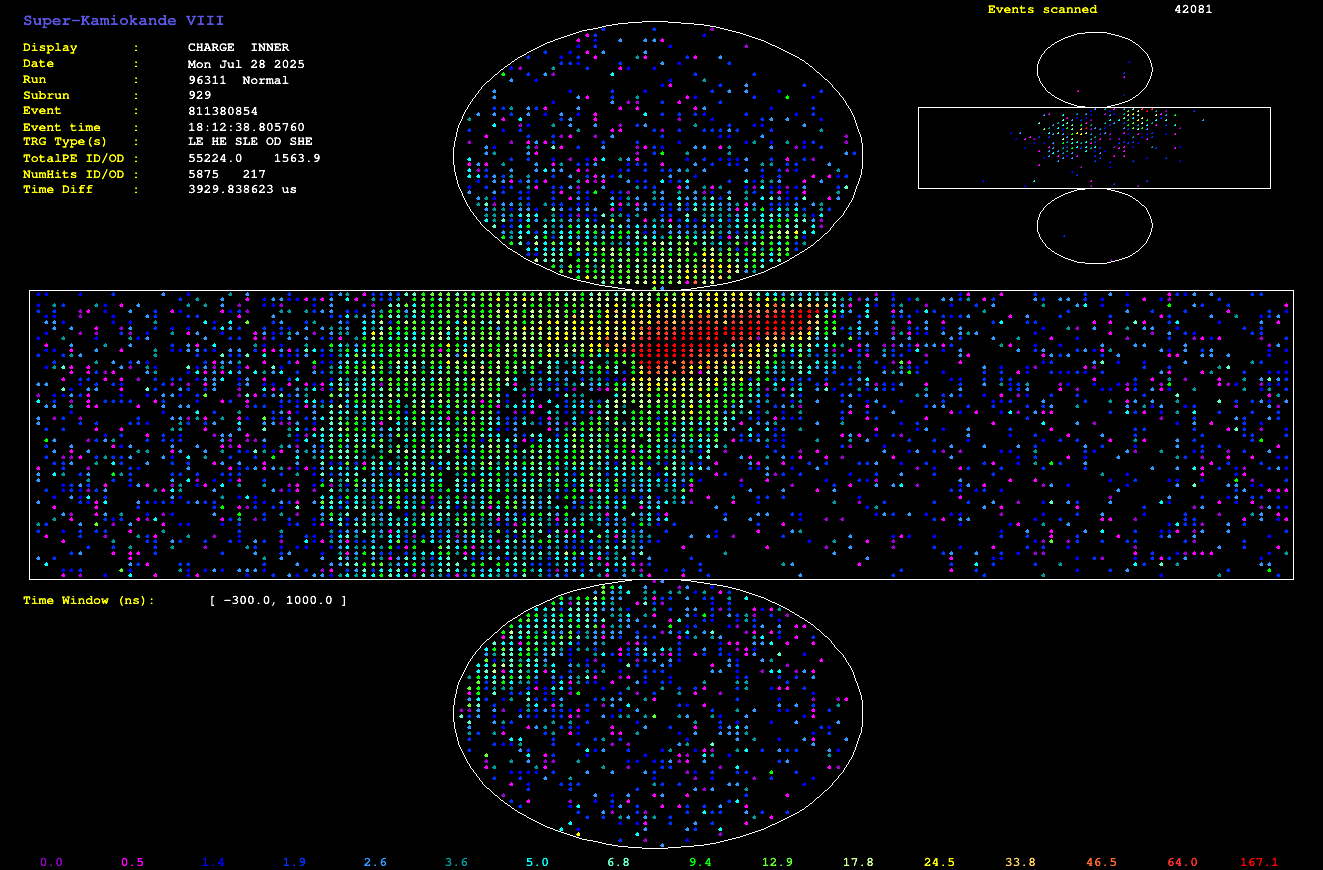 Super-Kamiokande VIII
Events scanned 42081
Display : CHARGE INNER
Date : Mon Jul 28 2025
Run : 96311 Normal
Subrun : 929
Event : 811380854
Event time : 18:12:38.805760
TRG Type(s) : LE HE SLE OD SHE
TotalPE ID/OD : 55224.0 1563.9
NumHits ID/OD : 5875 217
Time Diff : 3929.838623 us
Time Window (ns): [ -300.0, 1000.0 ]
0.0 0.5 1.4 1.9 2.6 3.6 5.0 6.8 9.4 12.9 17.8 24.5 33.8 46.5 64.0 167.1